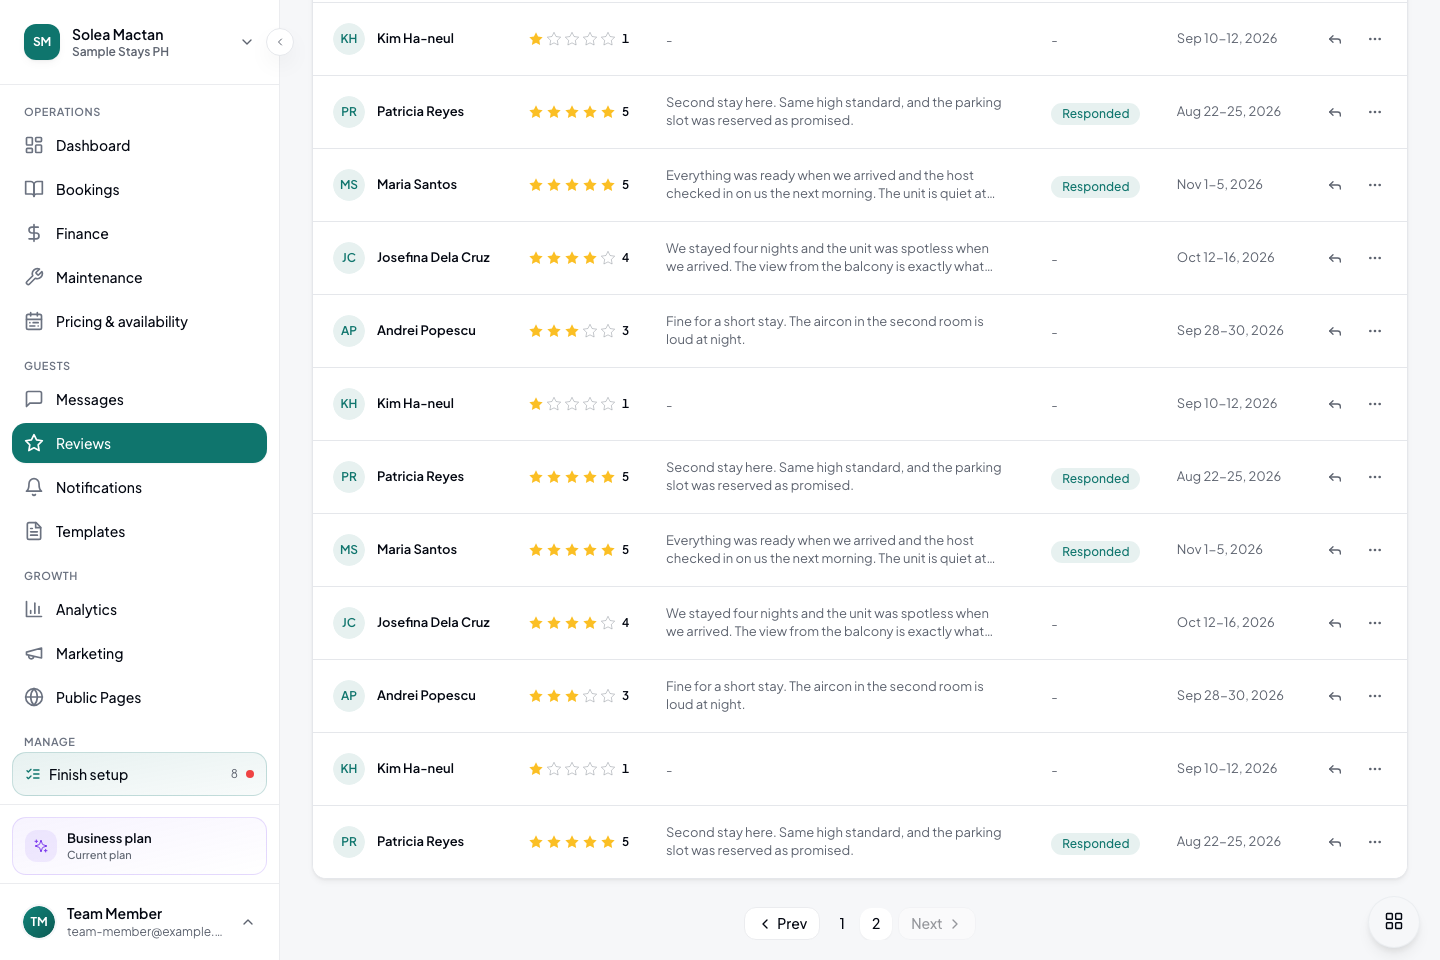 SM
Solea Mactan
Sample Stays PH
OPERATIONS
Dashboard
Bookings
Finance
Maintenance
Pricing & availability
GUESTS
Messages
Reviews
Notifications
Templates
GROWTH
Analytics
Marketing
Public Pages
MANAGE
Finish setup 8
Business plan
Current plan
TM
Team Member
team-member@example....
KH Kim Ha-neul 1 - - Sep 10–12, 2026
PR Patricia Reyes 5 Second stay here. Same high standard, and the parking
slot was reserved as promised. Responded Aug 22–25, 2026
MS Maria Santos 5 Everything was ready when we arrived and the host
checked in on us the next morning. The unit is quiet at... Responded Nov 1–5, 2026
JC Josefina Dela Cruz 4 We stayed four nights and the unit was spotless when
we arrived. The view from the balcony is exactly what... - Oct 12–16, 2026
AP Andrei Popescu 3 Fine for a short stay. The aircon in the second room is
loud at night. - Sep 28–30, 2026
KH Kim Ha-neul 1 - - Sep 10–12, 2026
PR Patricia Reyes 5 Second stay here. Same high standard, and the parking
slot was reserved as promised. Responded Aug 22–25, 2026
MS Maria Santos 5 Everything was ready when we arrived and the host
checked in on us the next morning. The unit is quiet at... Responded Nov 1–5, 2026
JC Josefina Dela Cruz 4 We stayed four nights and the unit was spotless when
we arrived. The view from the balcony is exactly what... - Oct 12–16, 2026
AP Andrei Popescu 3 Fine for a short stay. The aircon in the second room is
loud at night. - Sep 28–30, 2026
KH Kim Ha-neul 1 - - Sep 10–12, 2026
PR Patricia Reyes 5 Second stay here. Same high standard, and the parking
slot was reserved as promised. Responded Aug 22–25, 2026
Prev 1 2 Next